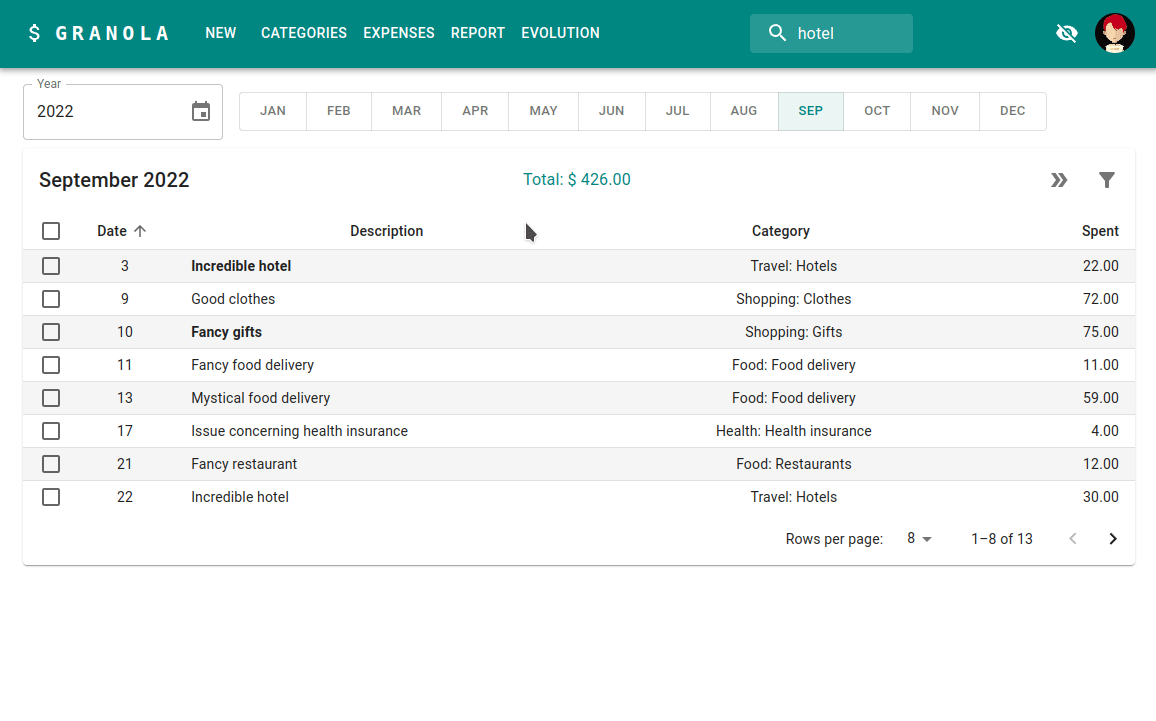 $ GRANOLA NEW CATEGORIES EXPENSES REPORT EVOLUTION hotel
Year
2022 JAN FEB MAR APR MAY JUN JUL AUG SEP OCT NOV DEC
September 2022 Total: $ 426.00
Date Description Category Spent
3 Incredible hotel Travel: Hotels 22.00
9 Good clothes Shopping: Clothes 72.00
10 Fancy gifts Shopping: Gifts 75.00
11 Fancy food delivery Food: Food delivery 11.00
13 Mystical food delivery Food: Food delivery 59.00
17 Issue concerning health insurance Health: Health insurance 4.00
21 Fancy restaurant Food: Restaurants 12.00
22 Incredible hotel Travel: Hotels 30.00
Rows per page: 8 1–8 of 13